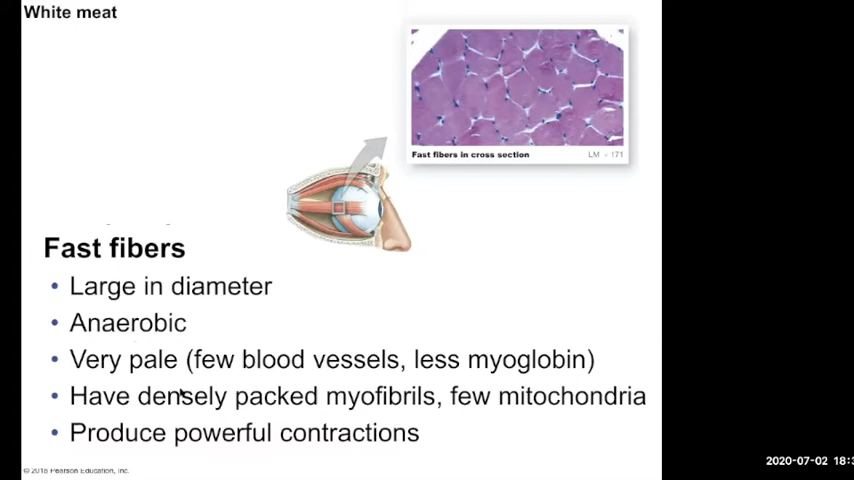 White meat
Fast fibers in cross section
LM
Fast fibers
• Large in diameter
• Anaerobic
• Very pale (few blood vessels, less myoglobin)
• Have densely packed myofibrils, few mitochondria
• Produce powerful contractions
© 2018 Pearson Education, Inc.
2020-07-02 18:3